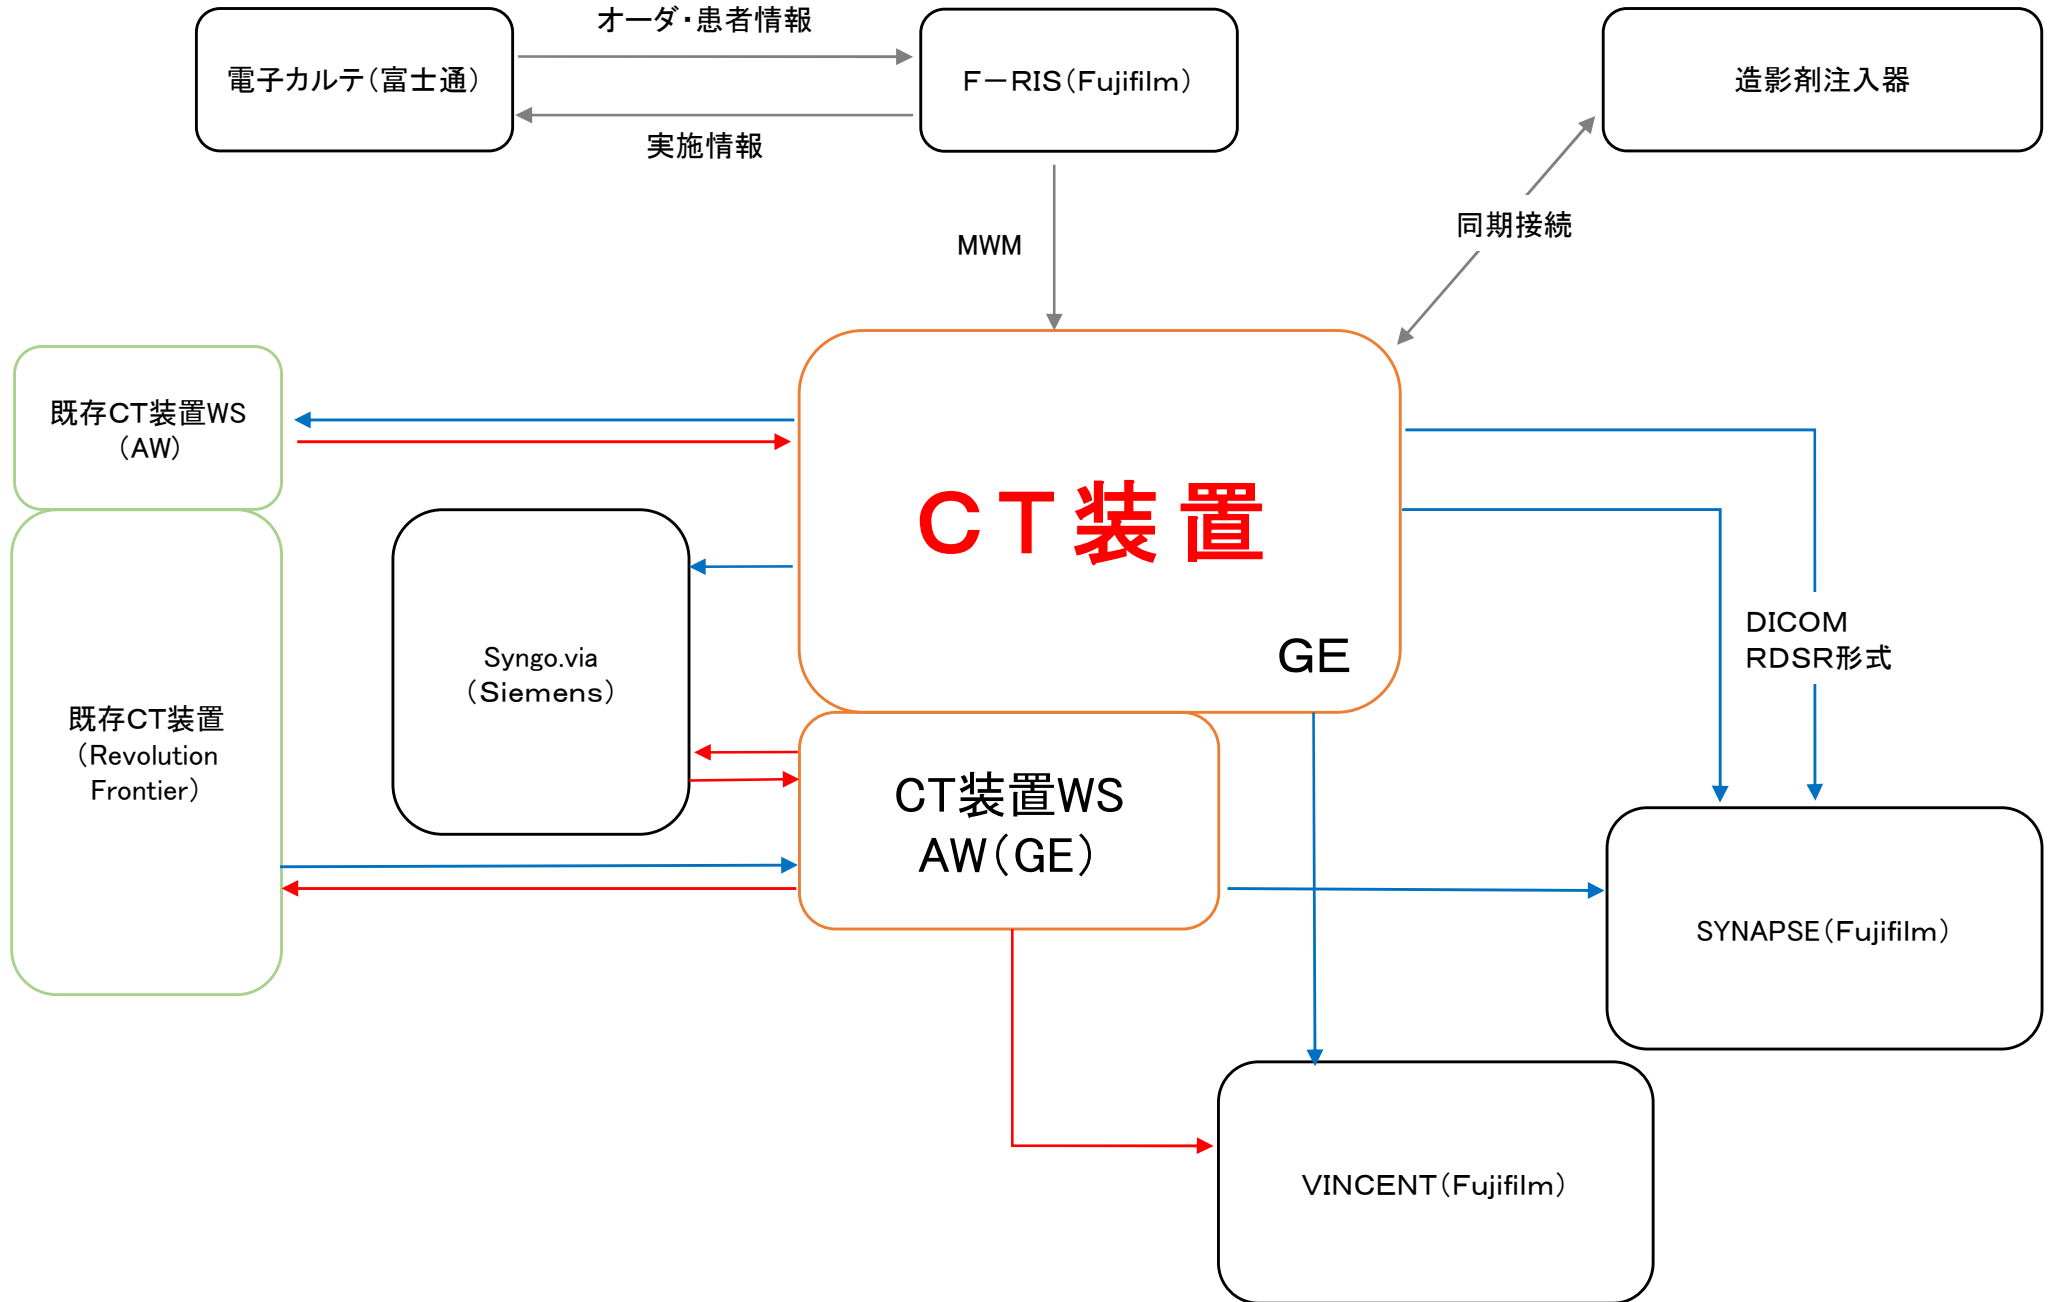 オーダ・患者情報
電子カルテ（富士通）
Ｆ－ＲＩＳ（Fujifilm）
造影剤注入器
実施情報
同期接続
MWM
既存ＣＴ装置WS
（AW）
ＣＴ装置
DICOM
RDSR形式
GE
Syngo.via
（Siemens）
既存ＣＴ装置
（Revolution
Frontier）
CT装置WS
AW（GE）
SYNAPSE（Fujifilm）
VINCENT（Fujifilm）